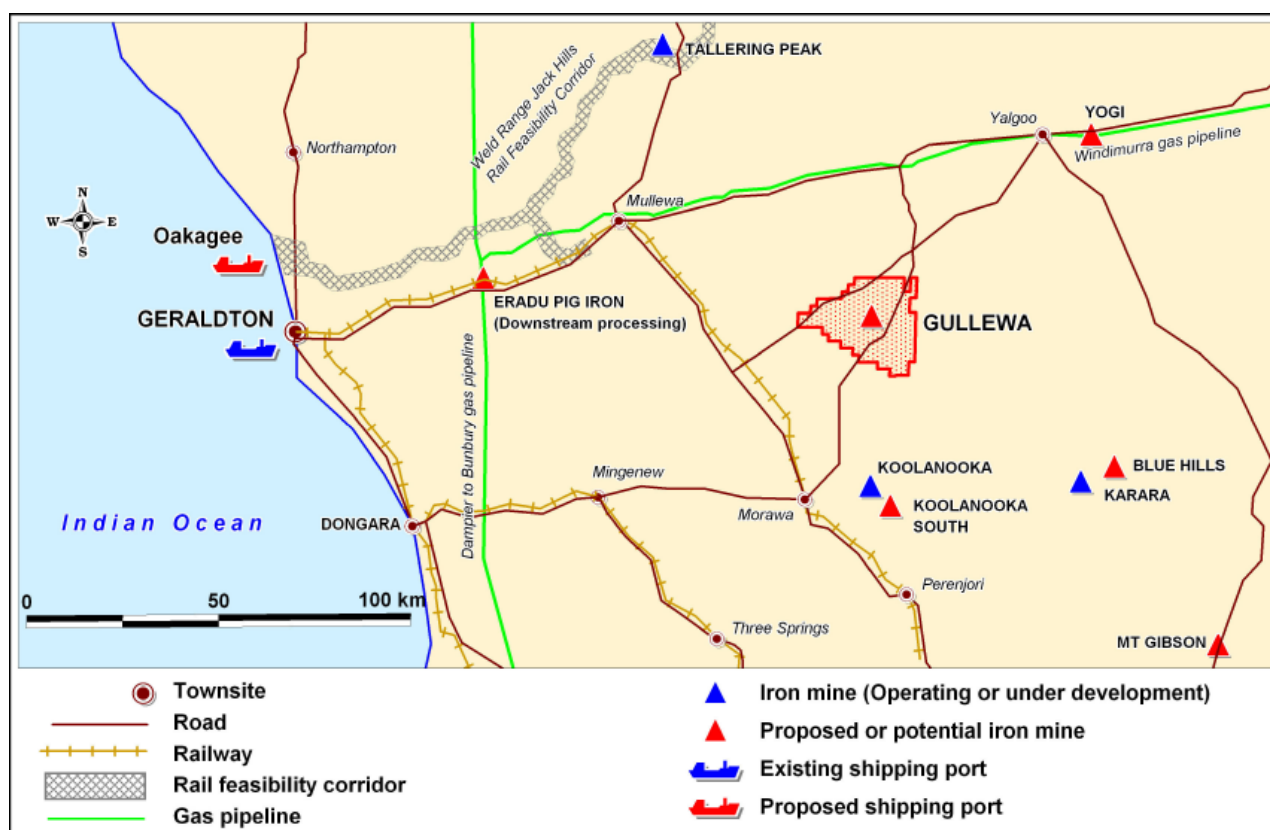 TALLERING PEAK
Weld Range Jack Hills
Rail Feasibility Corridor
YOGI
Yalgoo
Windimurra gas pipeline
Northampton
Mullewa
N
W E
S
Oakagee
ERADU PIG IRON
(Downstream processing)
GERALDTON
GULLEWA
Dampier to Bunbury gas pipeline
Mingenew
KOOLANOOKA
BLUE HILLS
KARARA
Morawa
KOOLANOOKA
SOUTH
Indian Ocean
DONGARA
Perenjori
0 50 100 km
Three Springs
MT GIBSON
Townsite
Road
Railway
Rail feasibility corridor
Gas pipeline
Iron mine (Operating or under development)
Proposed or potential iron mine
Existing shipping port
Proposed shipping port